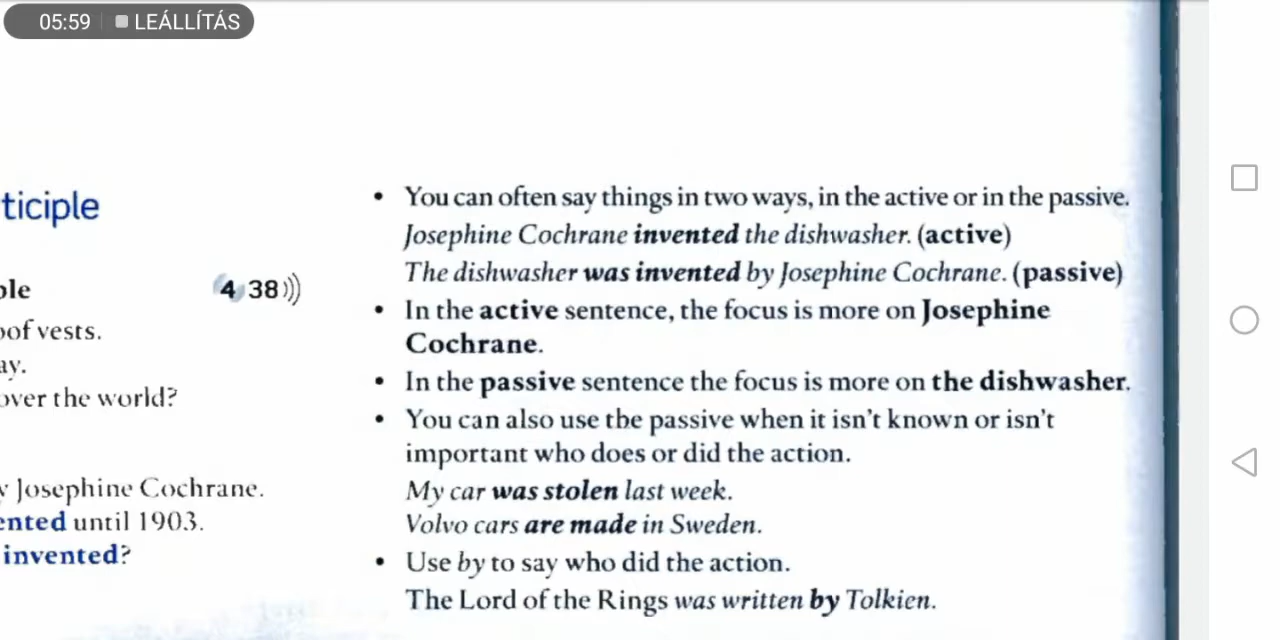 05:59 LEÁLLÍTÁS
ticiple
ple 4 38
oof vests.
ay.
over the world?
y Josephine Cochrane.
ented until 1903.
invented?
• You can often say things in two ways, in the active or in the passive.
Josephine Cochrane invented the dishwasher. (active)
The dishwasher was invented by Josephine Cochrane. (passive)
• In the active sentence, the focus is more on Josephine
Cochrane.
• In the passive sentence the focus is more on the dishwasher.
• You can also use the passive when it isn't known or isn't
important who does or did the action.
My car was stolen last week.
Volvo cars are made in Sweden.
• Use by to say who did the action.
The Lord of the Rings was written by Tolkien.